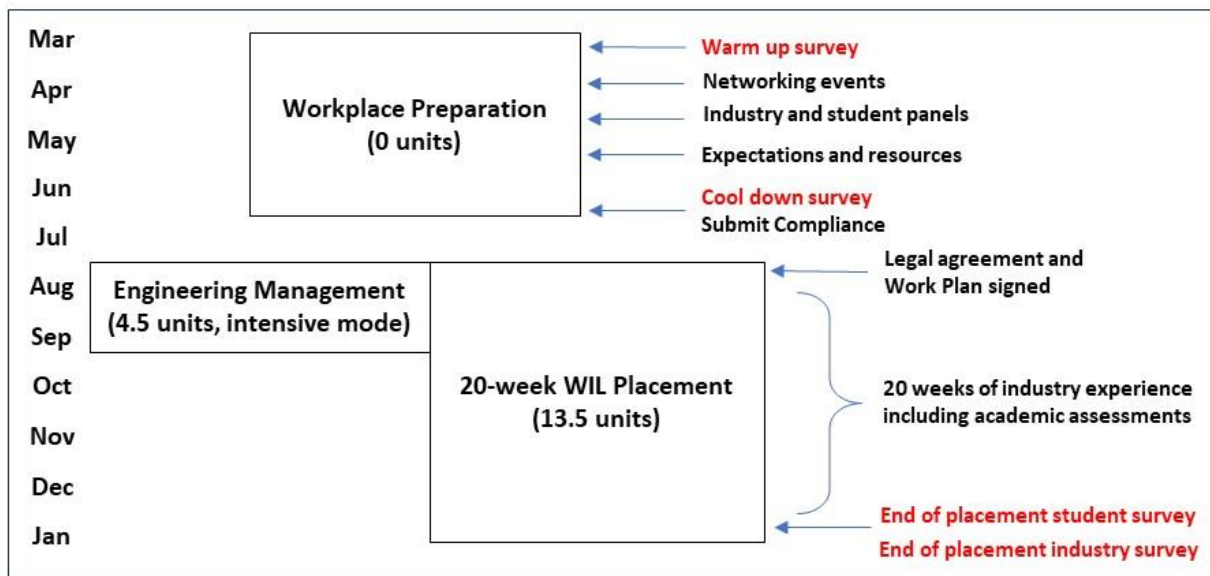 Mar
Apr
May
Jun
Jul
Aug
Sep
Oct
Nov
Dec
Jan
Workplace Preparation
(0 units)
Warm up survey
Networking events
Industry and student panels
Expectations and resources
Cool down survey
Submit Compliance
Engineering Management
(4.5 units, intensive mode)
20-week WIL Placement
(13.5 units)
Legal agreement and
Work Plan signed
20 weeks of industry experience
including academic assessments
End of placement student survey
End of placement industry survey